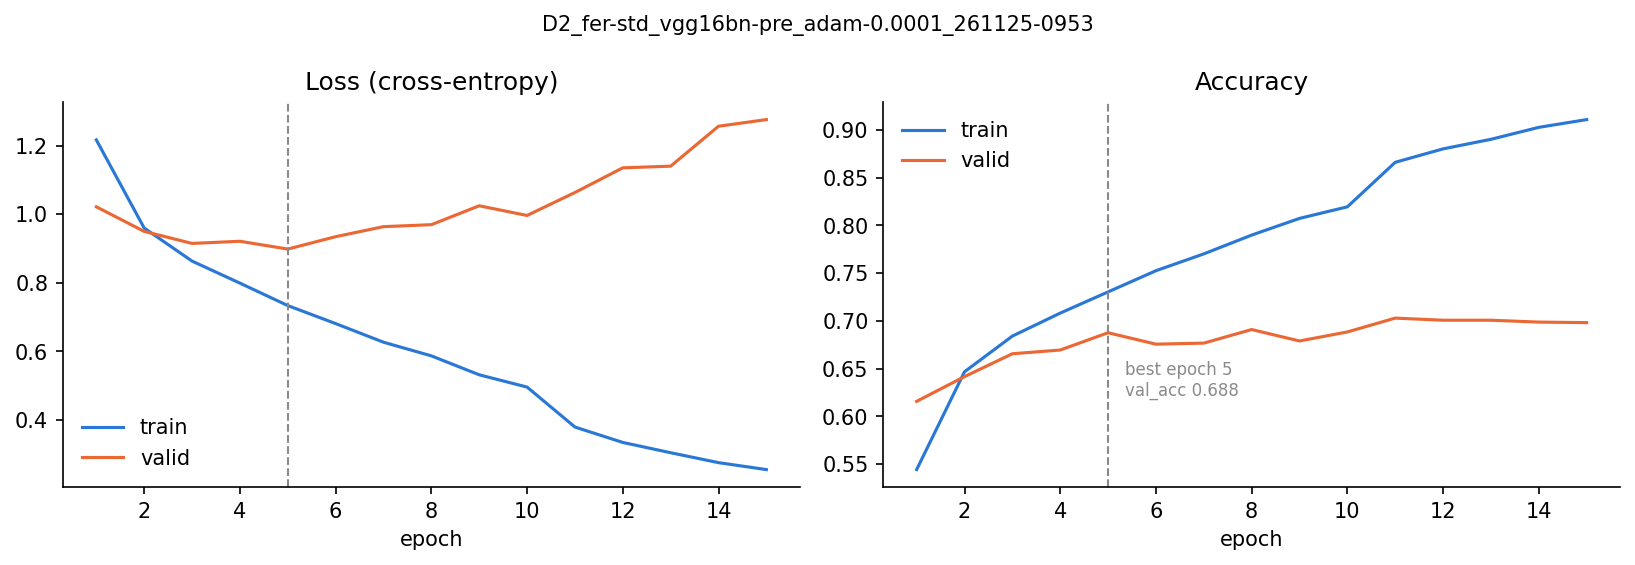 D2_fer-std_vgg16bn-pre_adam-0.0001_261125-0953
Loss (cross-entropy)
1.2
1.0
0.8
0.6
0.4
train
valid
2 4 6 8 10 12 14
epoch
Accuracy
0.90
0.85
0.80
0.75
0.70
0.65
0.60
0.55
train
valid
best epoch 5
val_acc 0.688
2 4 6 8 10 12 14
epoch